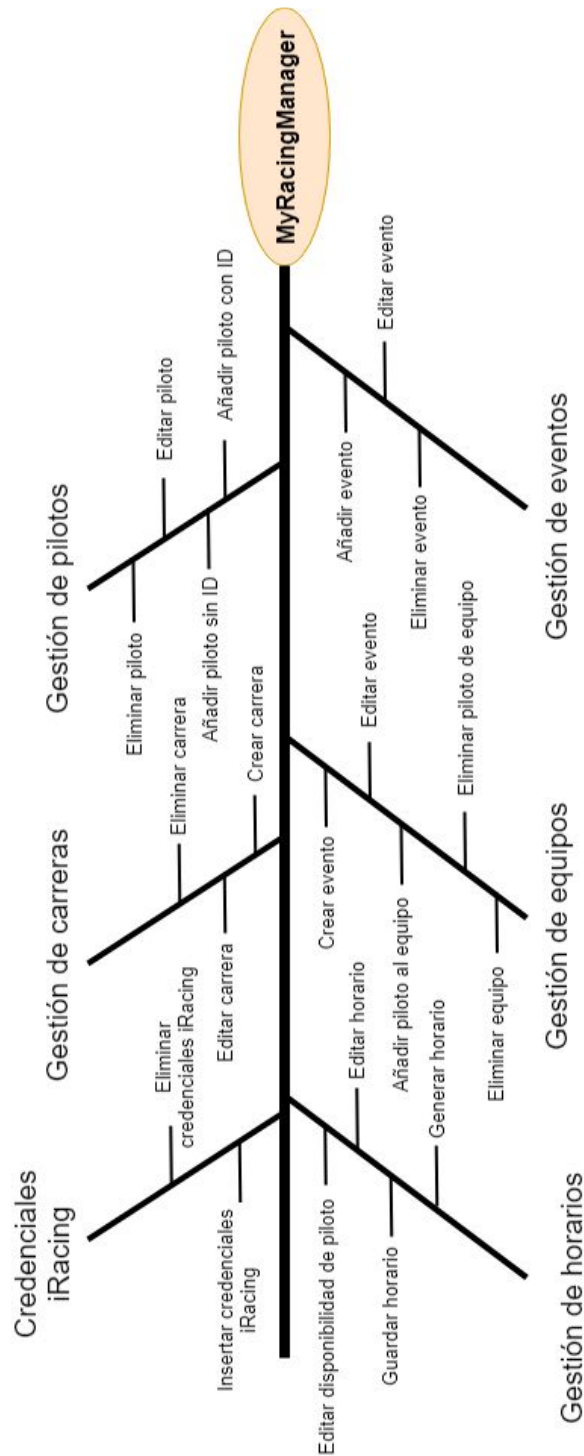 Credenciales
iRacing
Eliminar
credenciales iRacing
Insertar credenciales
iRacing
Gestión de carreras
Eliminar carrera
Crear carrera
Editar carrera
Gestión de pilotos
Eliminar piloto
Editar piloto
Añadir piloto sin ID
Añadir piloto con ID
MyRacingManager
Editar disponibilidad de piloto
Editar horario
Guardar horario
Generar horario
Gestión de horarios
Crear evento
Editar evento
Añadir piloto al equipo
Eliminar piloto de equipo
Eliminar equipo
Gestión de equipos
Añadir evento
Editar evento
Eliminar evento
Gestión de eventos